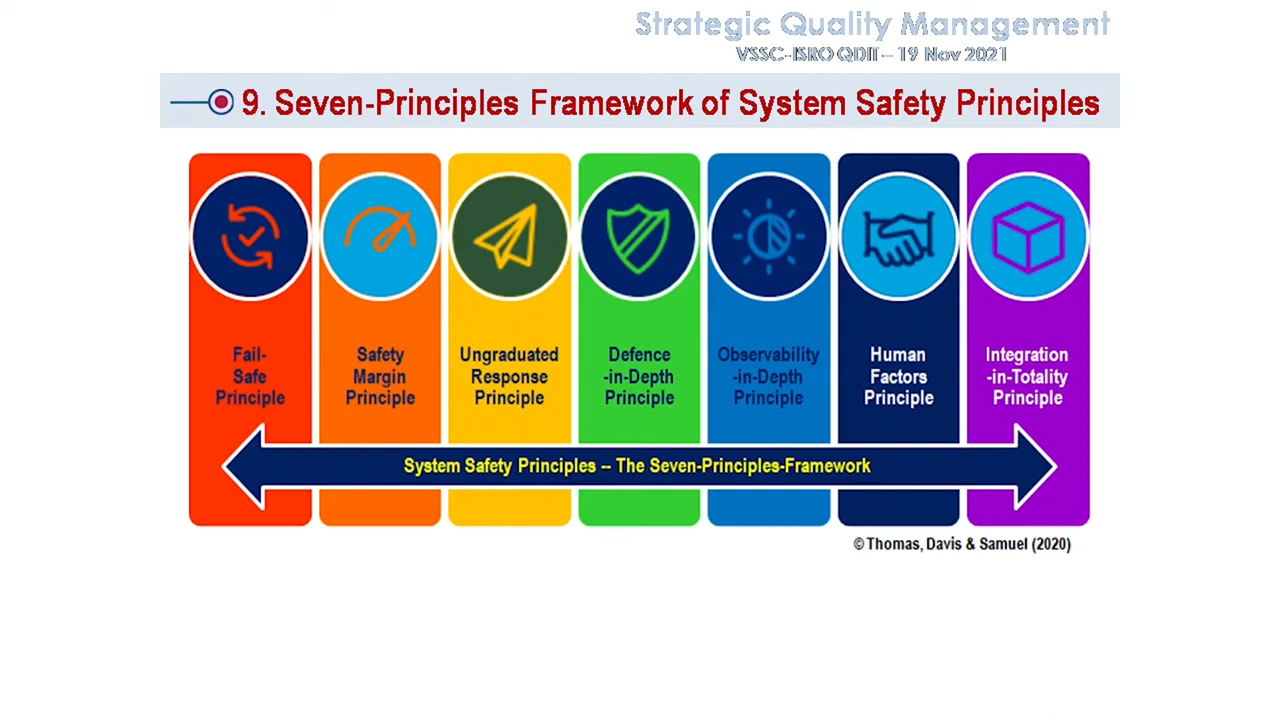 Strategic Quality Management
VSSC-ISRO QDIT – 19 Nov 2021
9. Seven-Principles Framework of System Safety Principles
Fail-
Safe
Principle
Safety
Margin
Principle
Ungraduated
Response
Principle
Defence
-in-Depth
Principle
Observability
-in-Depth
Principle
Human
Factors
Principle
Integration
-in-Totality
Principle
System Safety Principles -- The Seven-Principles-Framework
© Thomas, Davis & Samuel (2020)